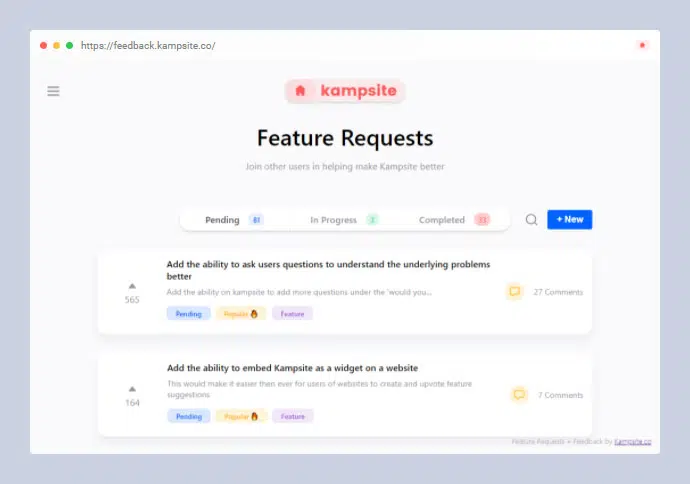 https://feedback.kampsite.co/
kampsite
Feature Requests
Join other users in helping make Kampsite better
Pending 81 In Progress 3 Completed 33 + New
Add the ability to ask users questions to understand the underlying problems
better
Add the ability on kampsite to add more questions under the 'would you...
565
27 Comments
Pending Popular Feature
Add the ability to embed Kampsite as a widget on a website
This would make it easier then ever for users of websites to create and upvote feature
suggestions
164
7 Comments
Pending Popular Feature
Feature Requests + Feedback by Kampsite.co